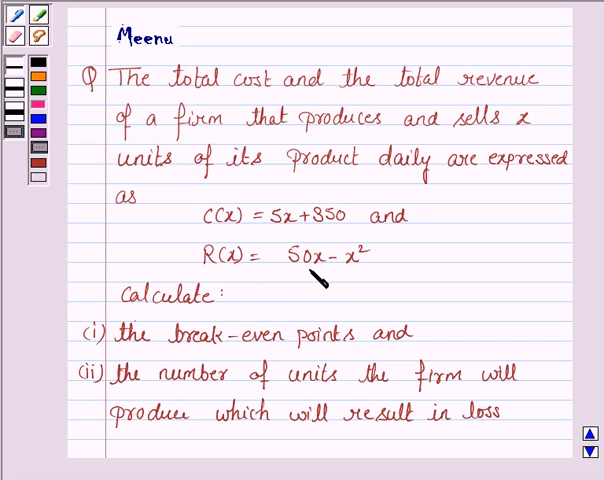 Meenu
Q The total cost and the total revenue
of a firm that produces and sells x
units of its product daily are expressed
as
C(x) = 5x+350 and
R(x) = 50x - x²
Calculate:
(i) the break-even points and
(ii) the number of units the firm will
produce which will result in loss